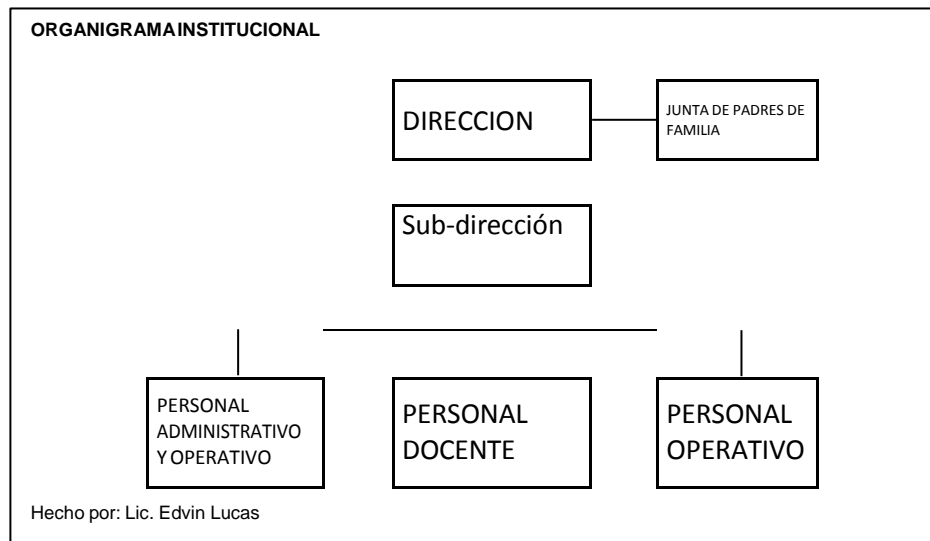 ORGANIGRAMA INSTITUCIONAL
DIRECCION
JUNTA DE PADRES DE
FAMILIA
Sub-dirección
PERSONAL
ADMINISTRATIVO
Y OPERATIVO
PERSONAL
DOCENTE
PERSONAL
OPERATIVO
Hecho por: Lic. Edvin Lucas